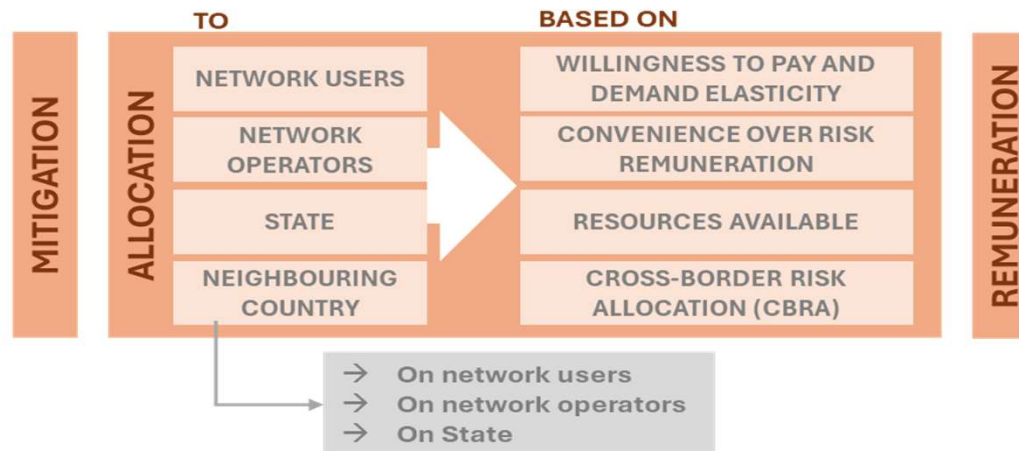 TO
BASED ON
MITIGATION
ALLOCATION
NETWORK USERS
NETWORK
OPERATORS
STATE
NEIGHBOURING
COUNTRY
WILLINGNESS TO PAY AND
DEMAND ELASTICITY
CONVENIENCE OVER RISK
REMUNERATION
RESOURCES AVAILABLE
CROSS-BORDER RISK
ALLOCATION (CBRA)
REMUNERATION
→ On network users
→ On network operators
→ On State